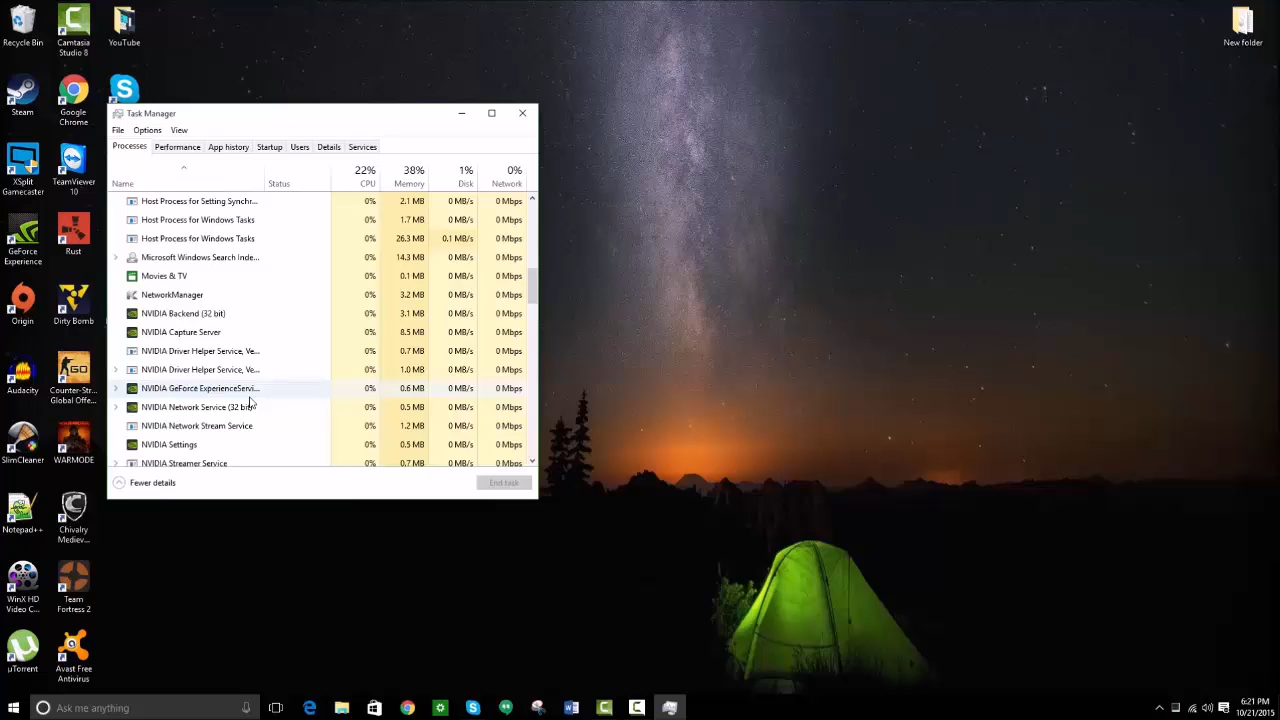 Recycle Bin
Camtasia
Studio 8
YouTube
New folder
Steam
Google
Chrome
XSplit
Gamecaster
TeamViewer
10
GeForce
Experience
Rust
Origin
Dirty Bomb
Audacity
Counter-Str...
Global Offe...
SlimCleaner
WARMODE
Notepad++
Chivalry
Mediev...
WinX HD
Video C...
Team
Fortress 2
µTorrent
Avast Free
Antivirus
Task Manager
File Options View
Processes Performance App history Startup Users Details Services
22% 38% 1% 0%
Name Status CPU Memory Disk Network
Host Process for Setting Synchr... 0% 2.1 MB 0 MB/s 0 Mbps
Host Process for Windows Tasks 0% 1.7 MB 0 MB/s 0 Mbps
Host Process for Windows Tasks 0% 26.3 MB 0.1 MB/s 0 Mbps
Microsoft Windows Search Inde... 0% 14.3 MB 0 MB/s 0 Mbps
Movies & TV 0% 0.1 MB 0 MB/s 0 Mbps
NetworkManager 0% 3.2 MB 0 MB/s 0 Mbps
NVIDIA Backend (32 bit) 0% 3.1 MB 0 MB/s 0 Mbps
NVIDIA Capture Server 0% 8.5 MB 0 MB/s 0 Mbps
NVIDIA Driver Helper Service, Ve... 0% 0.7 MB 0 MB/s 0 Mbps
NVIDIA Driver Helper Service, Ve... 0% 1.0 MB 0 MB/s 0 Mbps
NVIDIA GeForce ExperienceServi... 0% 0.6 MB 0 MB/s 0 Mbps
NVIDIA Network Service (32 bit) 0% 0.5 MB 0 MB/s 0 Mbps
NVIDIA Network Stream Service 0% 1.2 MB 0 MB/s 0 Mbps
NVIDIA Settings 0% 0.5 MB 0 MB/s 0 Mbps
NVIDIA Streamer Service 0% 0.7 MB 0 MB/s 0 Mbps
Fewer details End task
Ask me anything
6:21 PM
10/21/2015